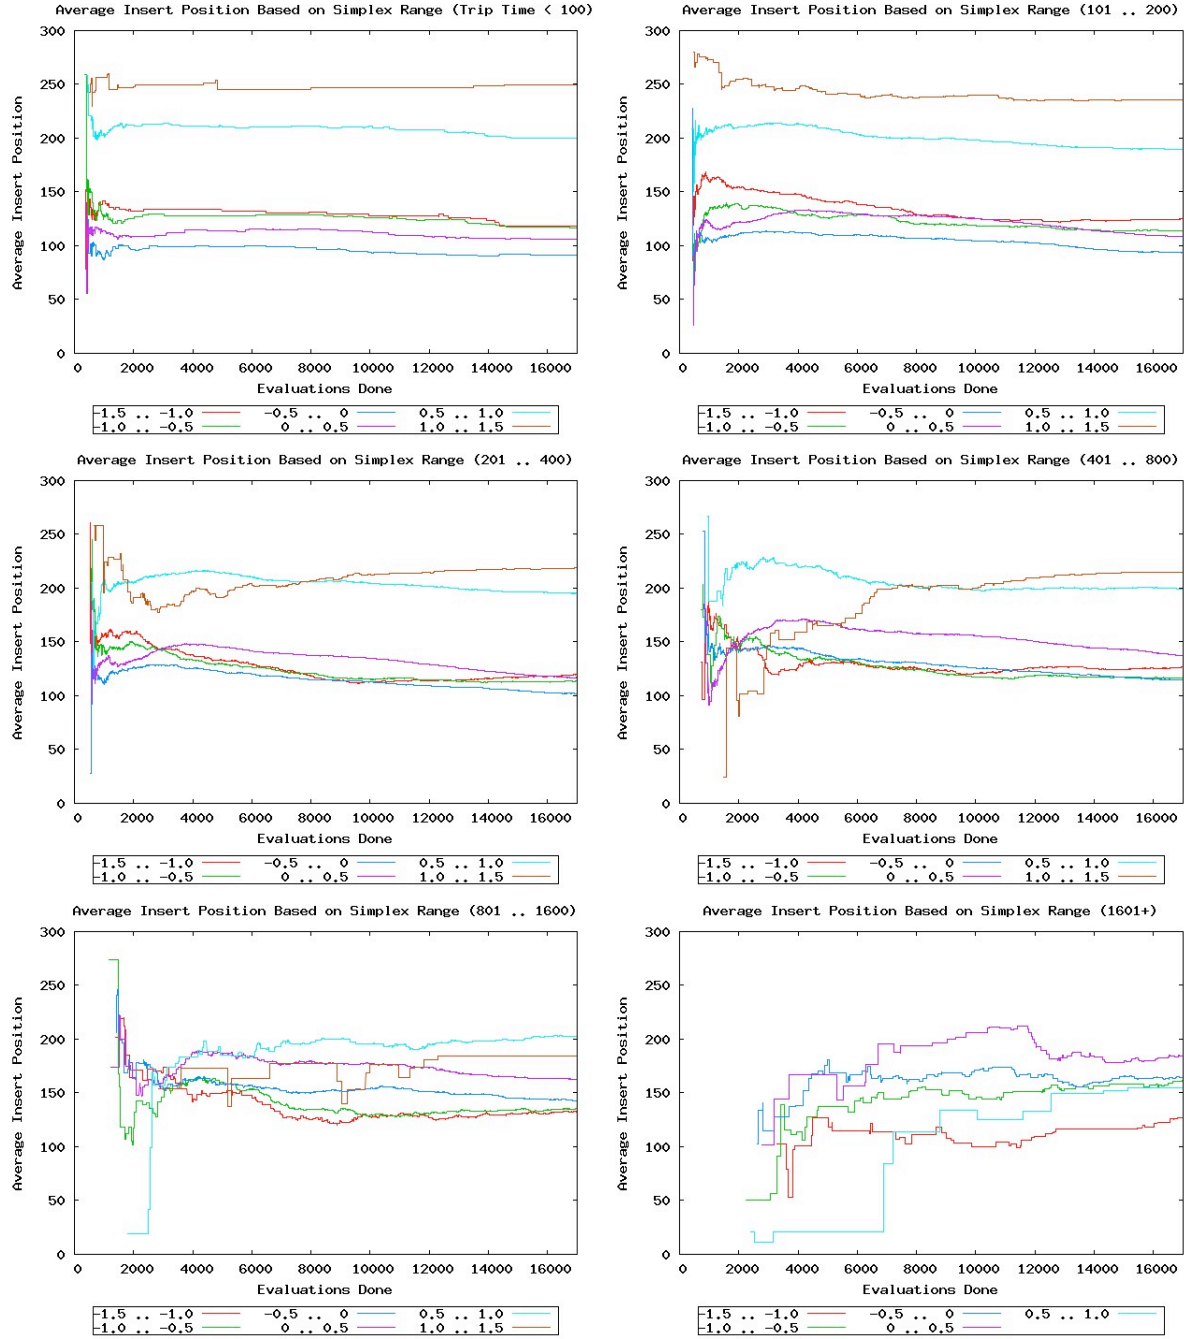 Average Insert Position Based on Simplex Range (Trip Time < 100)
300
250
200
150
100
50
0
Average Insert Position
0 2000 4000 6000 8000 10000 12000 14000 16000
Evaluations Done
-1.5 .. -1.0 -0.5 .. 0 0.5 .. 1.0
-1.0 .. -0.5 0 .. 0.5 1.0 .. 1.5
Average Insert Position Based on Simplex Range (101 .. 200)
300
250
200
150
100
50
0
Average Insert Position
0 2000 4000 6000 8000 10000 12000 14000 16000
Evaluations Done
-1.5 .. -1.0 -0.5 .. 0 0.5 .. 1.0
-1.0 .. -0.5 0 .. 0.5 1.0 .. 1.5
Average Insert Position Based on Simplex Range (201 .. 400)
300
250
200
150
100
50
0
Average Insert Position
0 2000 4000 6000 8000 10000 12000 14000 16000
Evaluations Done
-1.5 .. -1.0 -0.5 .. 0 0.5 .. 1.0
-1.0 .. -0.5 0 .. 0.5 1.0 .. 1.5
Average Insert Position Based on Simplex Range (401 .. 800)
300
250
200
150
100
50
0
Average Insert Position
0 2000 4000 6000 8000 10000 12000 14000 16000
Evaluations Done
-1.5 .. -1.0 -0.5 .. 0 0.5 .. 1.0
-1.0 .. -0.5 0 .. 0.5 1.0 .. 1.5
Average Insert Position Based on Simplex Range (801 .. 1600)
300
250
200
150
100
50
0
Average Insert Position
0 2000 4000 6000 8000 10000 12000 14000 16000
Evaluations Done
-1.5 .. -1.0 -0.5 .. 0 0.5 .. 1.0
-1.0 .. -0.5 0 .. 0.5 1.0 .. 1.5
Average Insert Position Based on Simplex Range (1601+)
300
250
200
150
100
50
0
Average Insert Position
0 2000 4000 6000 8000 10000 12000 14000 16000
Evaluations Done
-1.5 .. -1.0 -0.5 .. 0 0.5 .. 1.0
-1.0 .. -0.5 0 .. 0.5